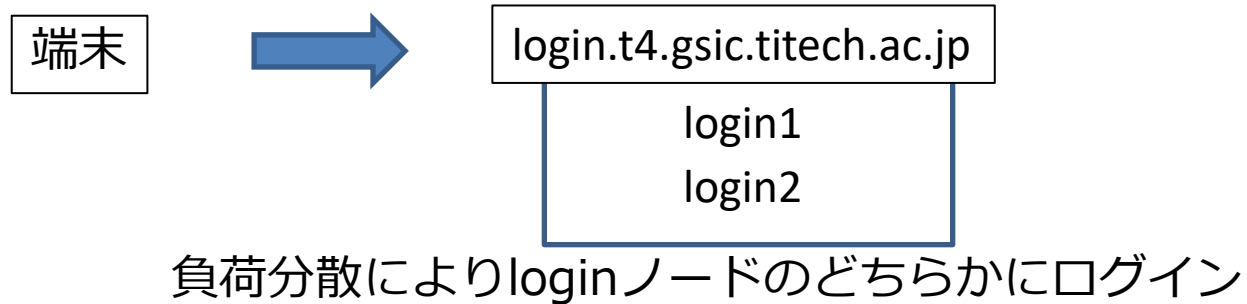 端末
login.t4.gsic.titech.ac.jp
login1
login2
負荷分散によりloginノードのどちらかにログイン